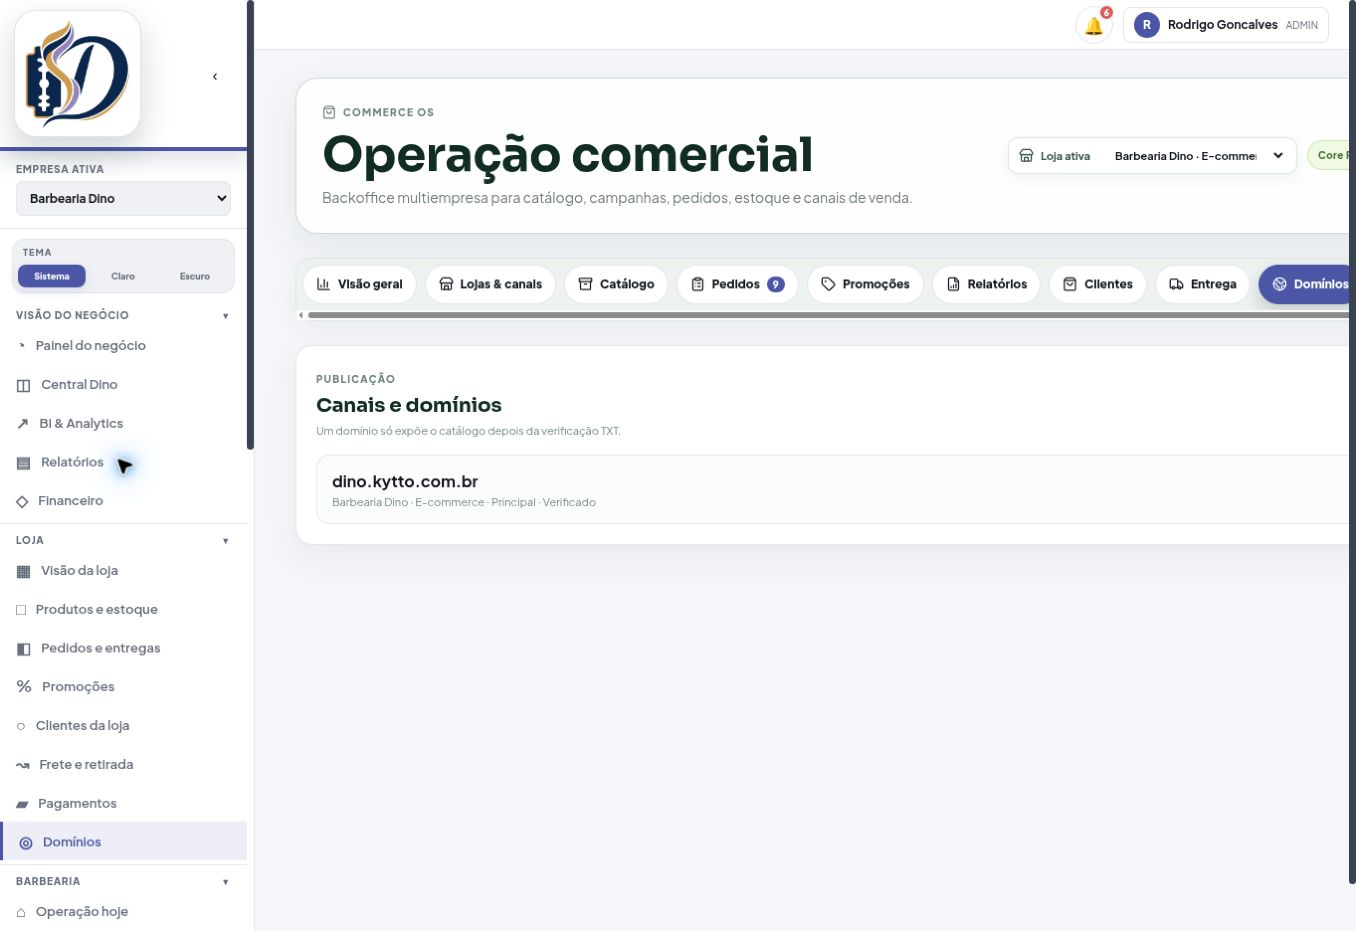 6
R Rodrigo Goncalves ADMIN
EMPRESA ATIVA
Barbearia Dino
TEMA
Sistema Claro Escuro
VISÃO DO NEGÓCIO
Painel do negócio
Central Dino
BI & Analytics
Relatórios
Financeiro
LOJA
Visão da loja
Produtos e estoque
Pedidos e entregas
Promoções
Clientes da loja
Frete e retirada
Pagamentos
Domínios
BARBEARIA
Operação hoje
COMMERCE OS
Operação comercial
Backoffice multiempresa para catálogo, campanhas, pedidos, estoque e canais de venda.
Loja ativa Barbearia Dino · E-comme
Core
Visão geral Lojas & canais Catálogo Pedidos 9 Promoções Relatórios Clientes Entrega Domínios
PUBLICAÇÃO
Canais e domínios
Um domínio só expõe o catálogo depois da verificação TXT.
dino.kytto.com.br
Barbearia Dino · E-commerce · Principal · Verificado